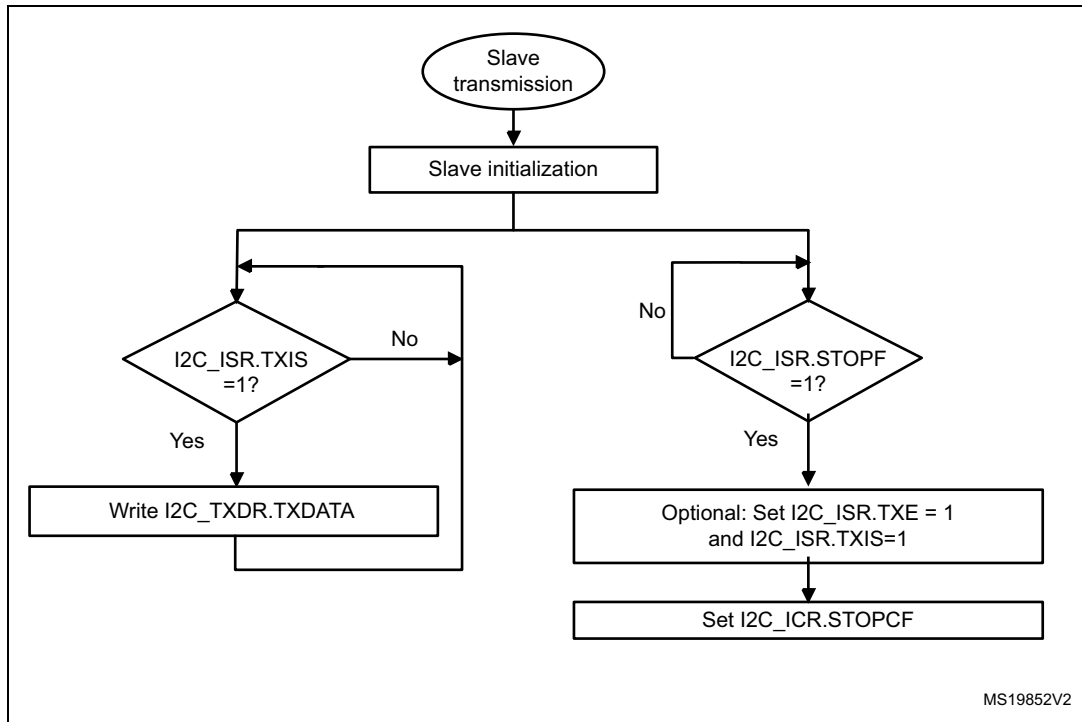 Slave
transmission
Slave initialization
I2C_ISR.TXIS
=1?
No
Yes
Write I2C_TXDR.TXDATA
No
I2C_ISR.STOPF
=1?
Yes
Optional: Set I2C_ISR.TXE = 1
and I2C_ISR.TXIS=1
Set I2C_ICR.STOPCF
MS19852V2